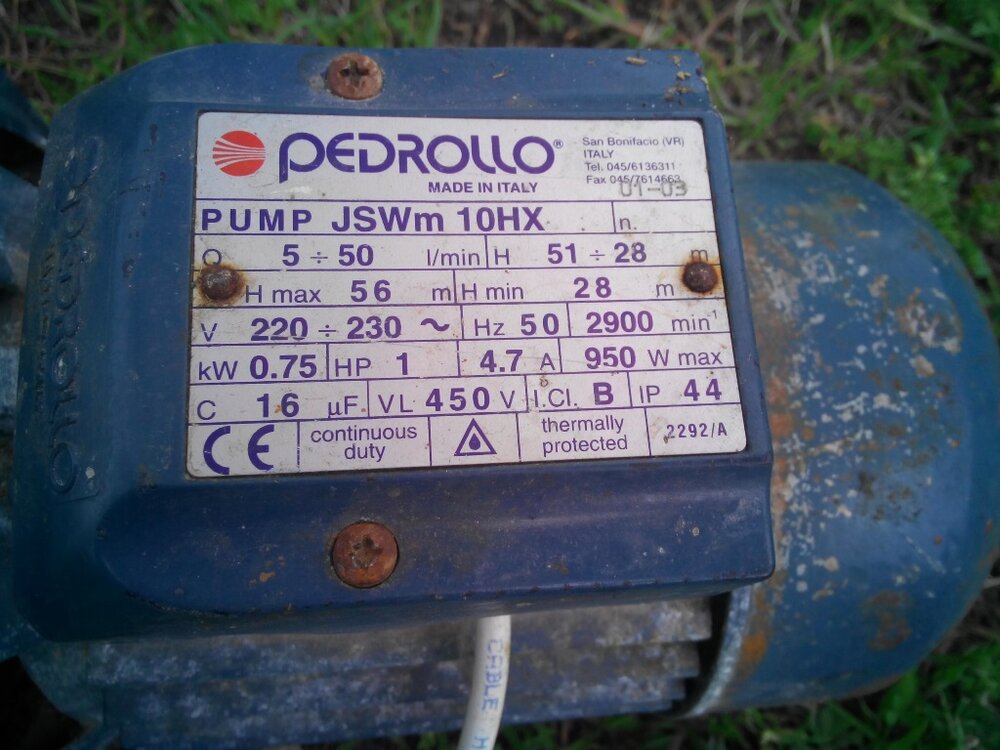 PEDROLLO®
MADE IN ITALY
San Bonifacio (VR)
ITALY
Tel. 045/6136311
Fax 045/7614663
01-03
PUMP JSWm 10HX n.
Q 5 ÷ 50 l/min H 51 ÷ 28 m
H max 56 m H min 28 m
V 220 ÷ 230 ~ Hz 50 2900 min⁻¹
kW 0.75 HP 1 4.7 A 950 W max
C 16 µF VL 450 V I.Cl. B IP 44
CE continuous duty thermally protected 2292/A
PEDROLLO
CABLE